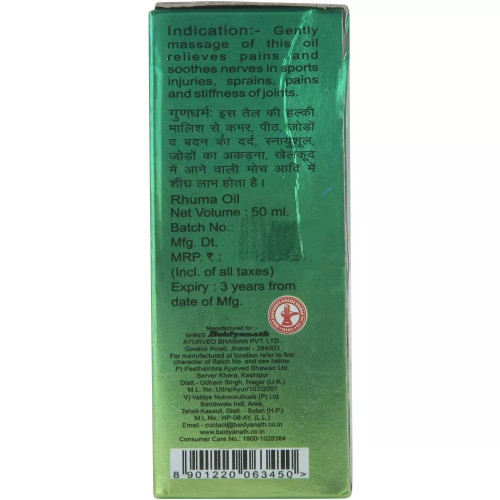 Indication:- Gently
massage of this oil
relieves pains and
soothes nerves in sports
injuries, sprains, pains
and stiffness of joints.
गुणधर्मः इस तेल की हल्की
मालिश से कमर, पीठ, जोड़ों
व बदन का दर्द, स्नायुशूल,
जोड़ों का अकड़ना, खेलकूद
में आने वाली मोच आदि में
शीघ्र लाभ होता है।
Rhuma Oil
Net Volume : 50 ml.
Batch No.:
Mfg. Dt.
MRP. ₹ :
(Incl. of all taxes)
Expiry : 3 years from
date of Mfg.
Manufactured for :
SHREE Baidyanath
AYURVED BHAWAN PVT. LTD.
Gwalior Road, Jhansi - 284003
For manufactured at location refer to first
character of Batch No. and see below
P) Peethambra Ayurved Bhawan Ltd.
Sarver Khera, Kashipur
Distt.- Udham Singh, Nagar (U.K.)
M.L. No.: Uttra/Ayur/107/2007
V) Vaidya Nutraceuticals (P) Ltd.
Barotiwala Indl. Area,
Tehsil-Kasauli, Distt. - Solan (H.P.)
M.L. No.- HP-08-AY, (L.L.)
Email - contact@baidyanath.co.in
www.baidyanath.co.in
Consumer Care No.: 1800-1028384
8 901220 063450 >